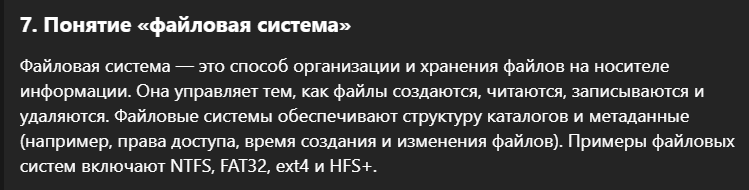 7. Понятие «файловая система»
Файловая система — это способ организации и хранения файлов на носителе
информации. Она управляет тем, как файлы создаются, читаются, записываются и
удаляются. Файловые системы обеспечивают структуру каталогов и метаданные
(например, права доступа, время создания и изменения файлов). Примеры файловых
систем включают NTFS, FAT32, ext4 и HFS+.